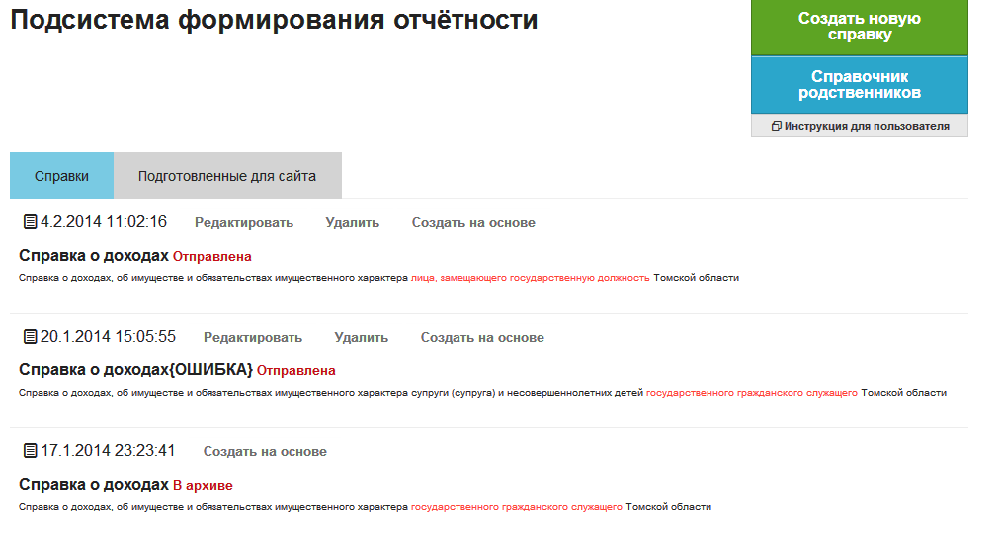 Подсистема формирования отчётности
Создать новую
справку
Справочник
родственников
Инструкция для пользователя
Справки Подготовленные для сайта
4.2.2014 11:02:16 Редактировать Удалить Создать на основе
Справка о доходах Отправлена
Справка о доходах, об имуществе и обязательствах имущественного характера лица, замещающего государственную должность Томской области
20.1.2014 15:05:55 Редактировать Удалить Создать на основе
Справка о доходах{ОШИБКА} Отправлена
Справка о доходах, об имуществе и обязательствах имущественного характера супруги (супруга) и несовершеннолетних детей государственного гражданского служащего Томской области
17.1.2014 23:23:41 Создать на основе
Справка о доходах В архиве
Справка о доходах, об имуществе и обязательствах имущественного характера государственного гражданского служащего Томской области